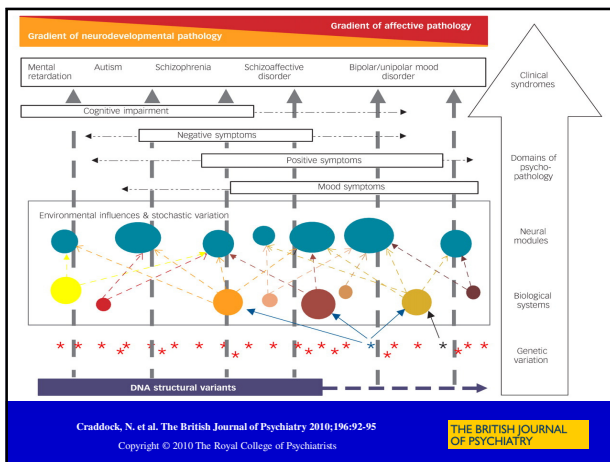 Gradient of affective pathology
Gradient of neurodevelopmental pathology
Mental
retardation
Autism
Schizophrenia
Schizoaffective
disorder
Bipolar/unipolar mood
disorder
Clinical
syndromes
Cognitive impairment
Negative symptoms
Positive symptoms
Mood symptoms
Domains of
psycho-
pathology
Environmental influences & stochastic variation
Neural
modules
Biological
systems
Genetic
variation
DNA structural variants
Craddock, N. et al. The British Journal of Psychiatry 2010;196:92-95
Copyright © 2010 The Royal College of Psychiatrists
THE BRITISH JOURNAL
OF PSYCHIATRY